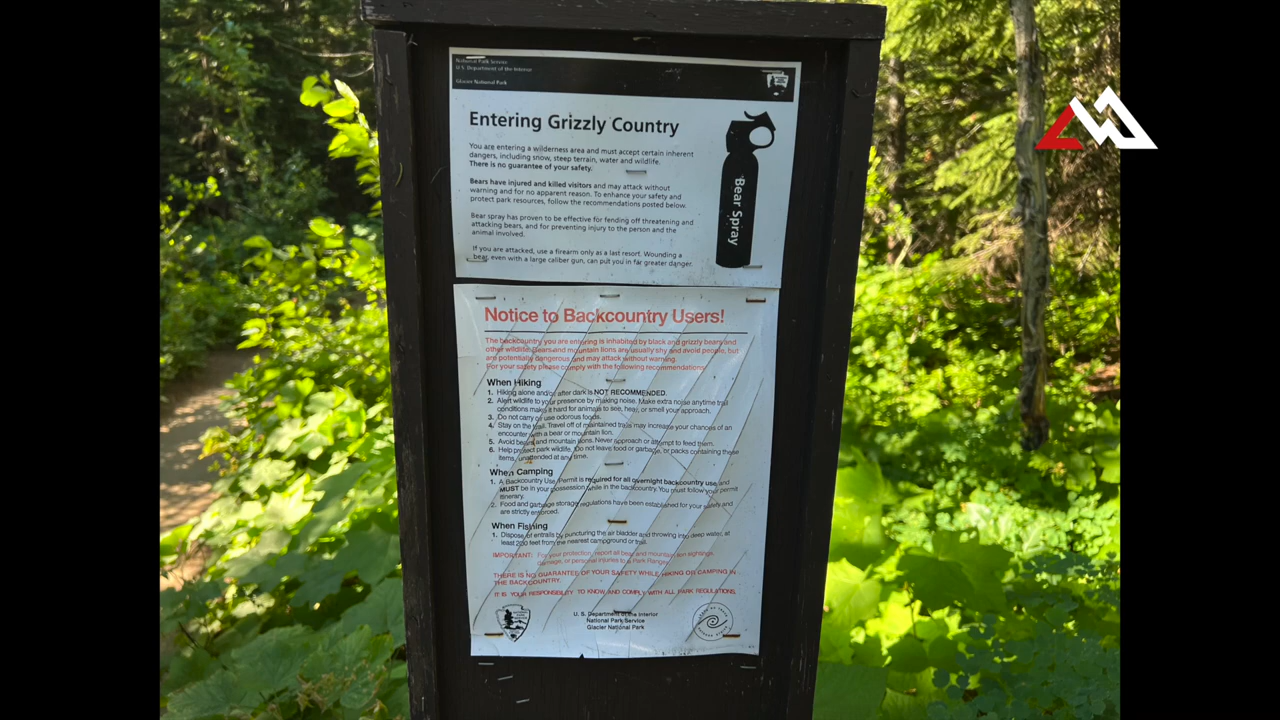 National Park Service
U.S. Department of the Interior
Glacier National Park
Entering Grizzly Country
You are entering a wilderness area and must accept certain inherent
dangers, including snow, steep terrain, water and wildlife.
There is no guarantee of your safety.
Bears have injured and killed visitors and may attack without
warning and for no apparent reason. To enhance your safety and
protect park resources, follow the recommendations posted below.
Bear spray has proven to be effective for fending off threatening and
attacking bears, and for preventing injury to the person and the
animal involved.
If you are attacked, use a firearm only as a last resort. Wounding a
bear, even with a large caliber gun, can put you in far greater danger.
Bear Spray
Notice to Backcountry Users!
The backcountry you are entering is inhabited by black and grizzly bears and
other wildlife. Bears and mountain lions are usually shy and avoid people, but
are potentially dangerous and may attack without warning.
For your safety please comply with the following recommendations:
When Hiking
1. Hiking alone and/or after dark is NOT RECOMMENDED.
2. Alert wildlife to your presence by making noise. Make extra noise anytime trail
conditions make it hard for animals to see, hear, or smell your approach.
3. Do not carry or use odorous foods.
4. Stay on the trail. Travel off of maintained trails may increase your chances of an
encounter with a bear or mountain lion.
5. Avoid bears and mountain lions. Never approach or attempt to feed them.
6. Help protect park wildlife. Do not leave food or garbage, or packs containing these
items, unattended at any time.
When Camping
1. A Backcountry Use Permit is required for all overnight backcountry use and
MUST be in your possession while in the backcountry. You must follow your permit
itinerary.
2. Food and garbage storage regulations have been established for your safety and
are strictly enforced.
When Fishing
1. Dispose of entrails by puncturing the air bladder and throwing into deep water, at
least 200 feet from the nearest campground or trail.
IMPORTANT: For your protection, report all bear and mountain lion sightings,
damage, or personal injuries to a Park Ranger.
THERE IS NO GUARANTEE OF YOUR SAFETY WHILE HIKING OR CAMPING IN
THE BACKCOUNTRY.
IT IS YOUR RESPONSIBILITY TO KNOW AND COMPLY WITH ALL PARK REGULATIONS.
U. S. Department of the Interior
National Park Service
Glacier National Park